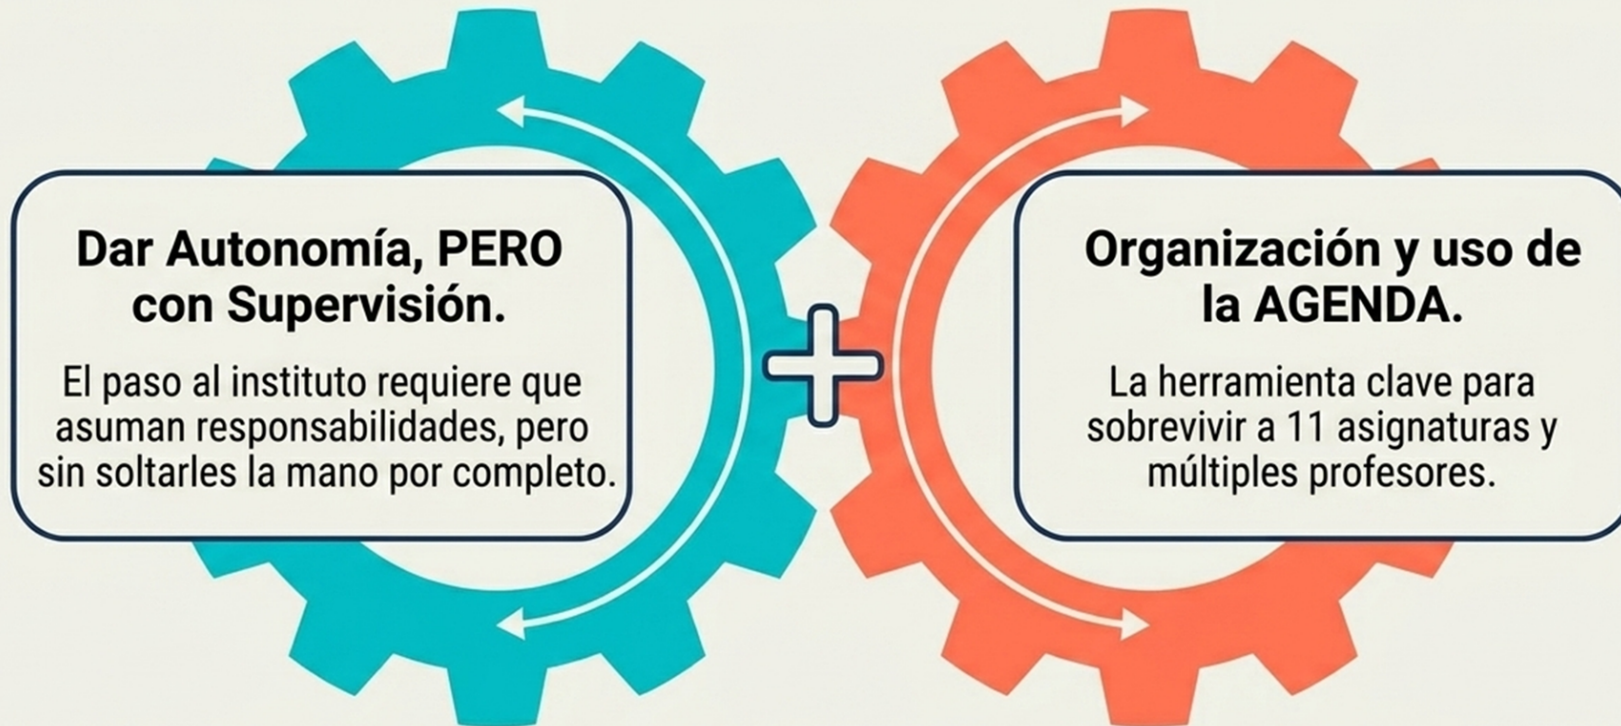 Dar Autonomía, PERO
con Supervisión.
El paso al instituto requiere que
asuman responsabilidades, pero
sin soltarles la mano por completo.
Organización y uso de
la AGENDA.
La herramienta clave para
sobrevivir a 11 asignaturas y
múltiples profesores.